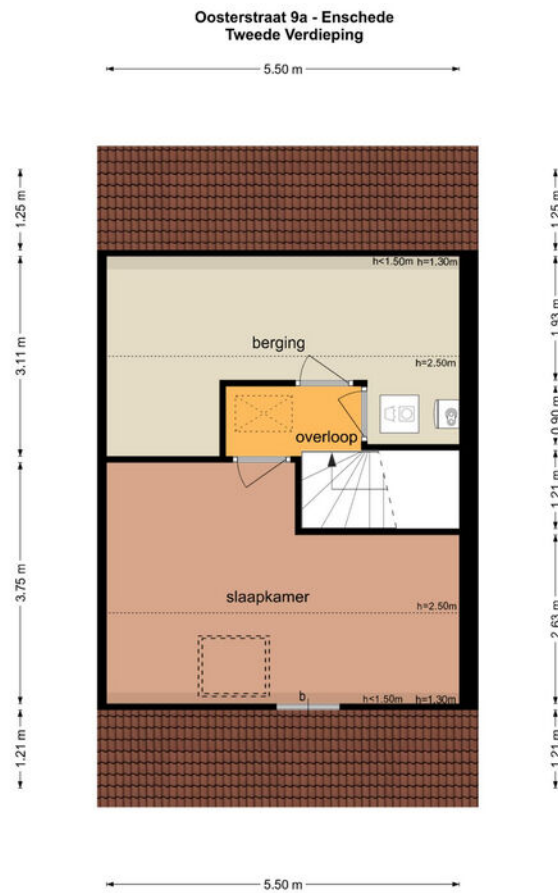 Oosterstraat 9a - Enschede
Tweede Verdieping
5.50 m
1.25 m
1.25 m
h<1.50m h=1.30m
3.11 m
1.93 m
berging
h=2.50m
0.90 m
overloop
1.21 m
3.75 m
slaapkamer
h=2.50m
2.63 m
b
h<1.50m h=1.30m
1.21 m
1.21 m
5.50 m